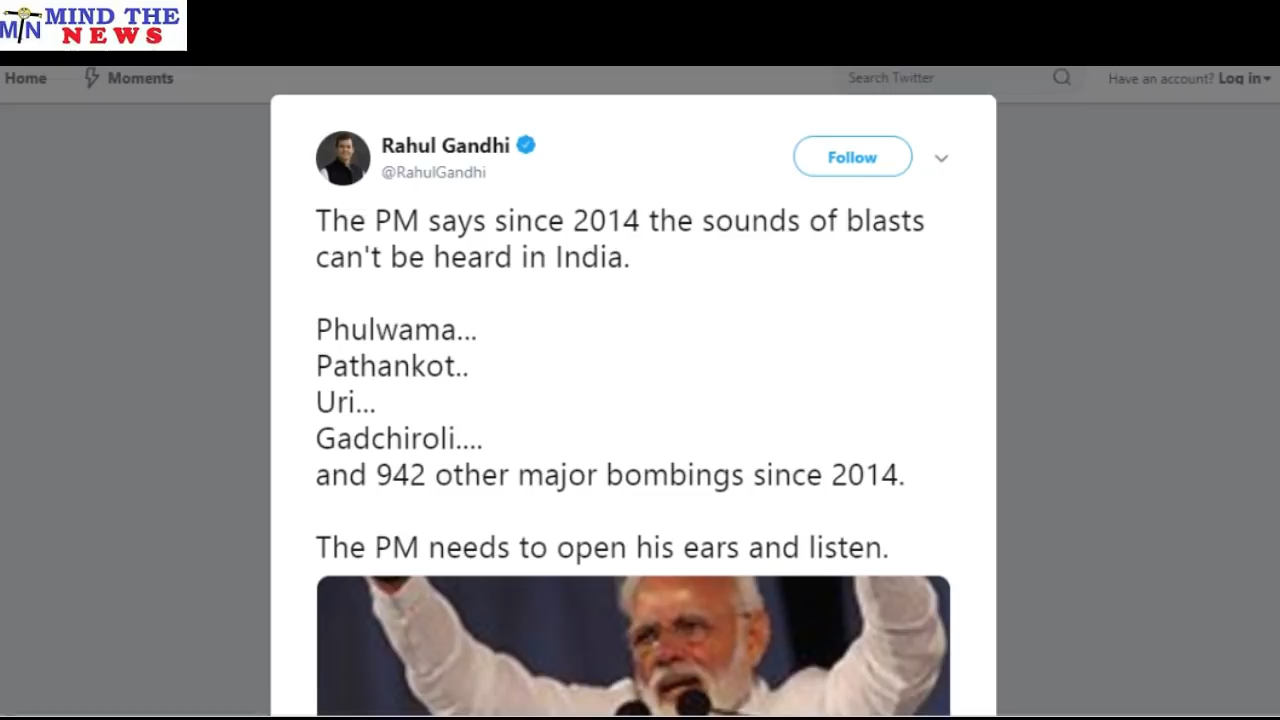 MIND THE
NEWS
MTN
Home Moments Search Twitter Have an account? Log in
Rahul Gandhi
@RahulGandhi
Follow
The PM says since 2014 the sounds of blasts
can't be heard in India.
Phulwama...
Pathankot..
Uri...
Gadchiroli....
and 942 other major bombings since 2014.
The PM needs to open his ears and listen.